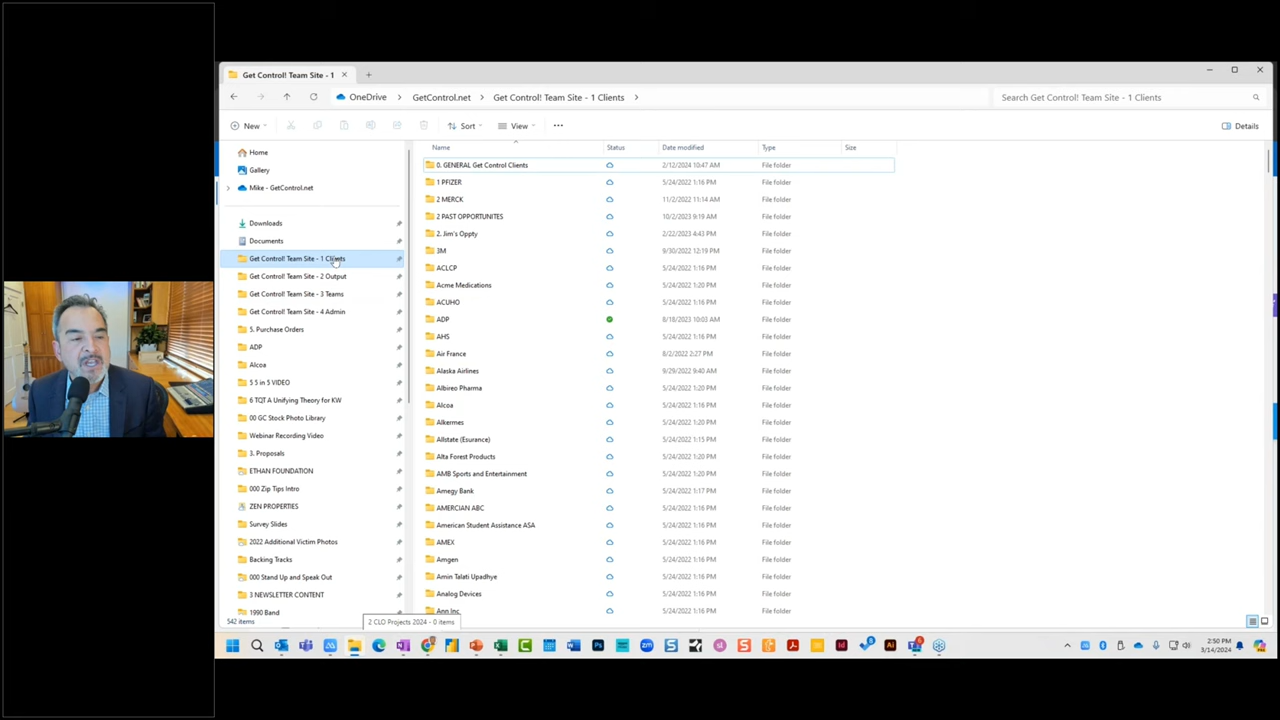 Get Control! Team Site - 1
OneDrive > GetControl.net > Get Control! Team Site - 1 Clients >
Search Get Control! Team Site - 1 Clients
New
Sort
View
Details
Home
Gallery
Mike - GetControl.net
Downloads
Documents
Get Control! Team Site - 1 Clients
Get Control! Team Site - 2 Output
Get Control! Team Site - 3 Teams
Get Control! Team Site - 4 Admin
5. Purchase Orders
ADP
Alcoa
5 5 in 5 VIDEO
6 TQT A Unifying Theory for KW
00 GC Stock Photo Library
Webinar Recording Video
3. Proposals
ETHAN FOUNDATION
000 Zip Tips Intro
ZEN PROPERTIES
Survey Slides
2022 Additional Victim Photos
Backing Tracks
000 Stand Up and Speak Out
3 NEWSLETTER CONTENT
1990 Band
Name Status Date modified Type Size
0. GENERAL Get Control Clients 2/12/2024 10:47 AM File folder
1 PFIZER 5/24/2022 1:16 PM File folder
2 MERCK 11/2/2022 11:14 AM File folder
2 PAST OPPORTUNITES 10/2/2023 9:19 AM File folder
2. Jim's Oppty 2/22/2023 4:43 PM File folder
3M 9/30/2022 12:19 PM File folder
ACLCP 5/24/2022 1:16 PM File folder
Acme Medications 5/24/2022 1:16 PM File folder
ACUHO 5/24/2022 1:16 PM File folder
ADP 8/18/2023 10:03 AM File folder
AHS 5/24/2022 1:16 PM File folder
Air France 8/2/2022 2:27 PM File folder
Alaska Airlines 9/29/2022 9:40 AM File folder
Albireo Pharma 5/24/2022 1:16 PM File folder
Alcoa 5/24/2022 1:16 PM File folder
Alkermes 5/24/2022 1:20 PM File folder
Allstate (Esurance) 5/24/2022 1:15 PM File folder
Alta Forest Products 5/24/2022 1:20 PM File folder
AMB Sports and Entertainment 5/24/2022 1:20 PM File folder
Amegy Bank 5/24/2022 1:17 PM File folder
AMERCIAN ABC 5/24/2022 1:16 PM File folder
American Student Assistance ASA 5/24/2022 1:16 PM File folder
AMEX 5/24/2022 1:16 PM File folder
Amgen 5/24/2022 1:16 PM File folder
Amin Talati Upadhye 5/24/2022 1:16 PM File folder
Analog Devices 5/24/2022 1:16 PM File folder
Ann Inc. 5/24/2022 1:16 PM File folder
542 items
2 CLO Projects 2024 - 0 items
2:50 PM
3/14/2024